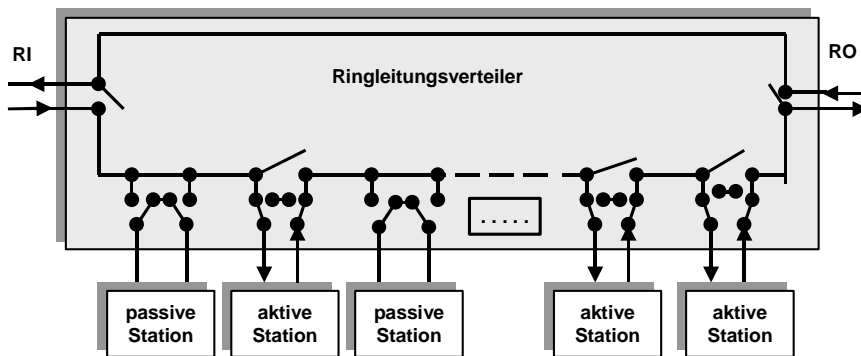 RI
RO
Ringleitungsverteiler
. . . . .
passive
Station
aktive
Station
passive
Station
aktive
Station
aktive
Station